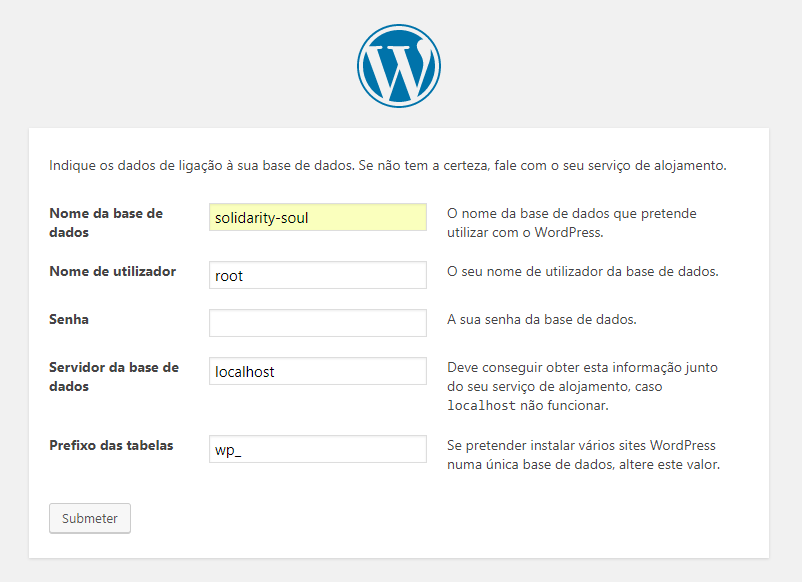 Indique os dados de ligação à sua base de dados. Se não tem a certeza, fale com o seu serviço de alojamento.
Nome da base de
dados
solidarity-soul
O nome da base de dados que pretende
utilizar com o WordPress.
Nome de utilizador
root
O seu nome de utilizador da base de dados.
Senha
A sua senha da base de dados.
Servidor da base de
dados
localhost
Deve conseguir obter esta informação junto
do seu serviço de alojamento, caso
localhost não funcionar.
Prefixo das tabelas
wp_
Se pretender instalar vários sites WordPress
numa única base de dados, altere este valor.
Submeter